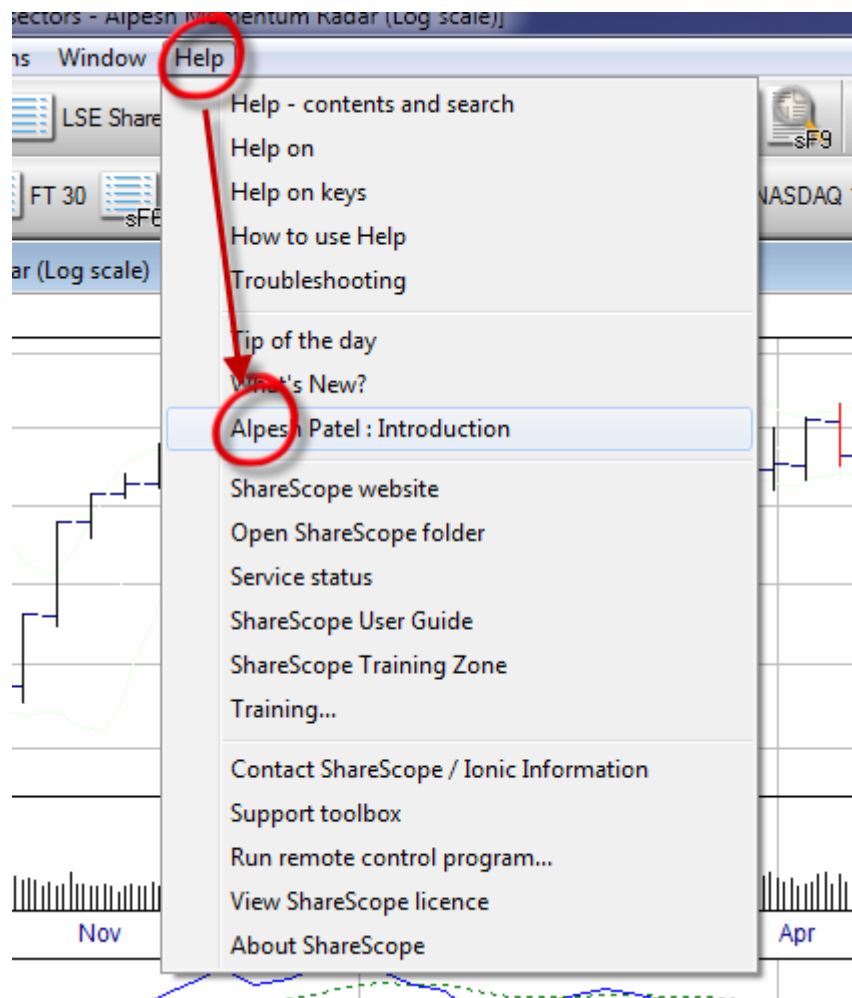 sectors - Alpesh Momentum Radar (Log scale)]
ns Window Help
LSE Share
sF9
FT 30
sF6
NASDAQ
ar (Log scale)
Help - contents and search
Help on
Help on keys
How to use Help
Troubleshooting
Tip of the day
What's New?
Alpesh Patel : Introduction
ShareScope website
Open ShareScope folder
Service status
ShareScope User Guide
ShareScope Training Zone
Training...
Contact ShareScope / Ionic Information
Support toolbox
Run remote control program...
View ShareScope licence
About ShareScope
Nov
Apr